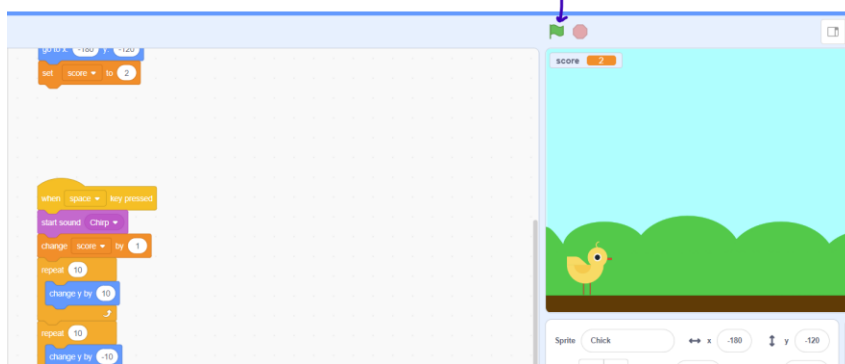 go to x: -180 y: -120
set score to 2
when space key pressed
start sound Chirp
change score by 1
repeat 10
change y by 10
repeat 10
change y by -10
score 2
Sprite Chick x -180 y -120